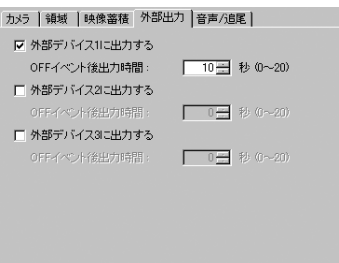 カメラ 領域 映像蓄積 外部出力 音声/追尾
外部デバイス1に出力する
OFFイベント後出力時間： 10 秒 (0～20)
外部デバイス2に出力する
OFFイベント後出力時間： 0 秒 (0～20)
外部デバイス3に出力する
OFFイベント後出力時間： 0 秒 (0～20)